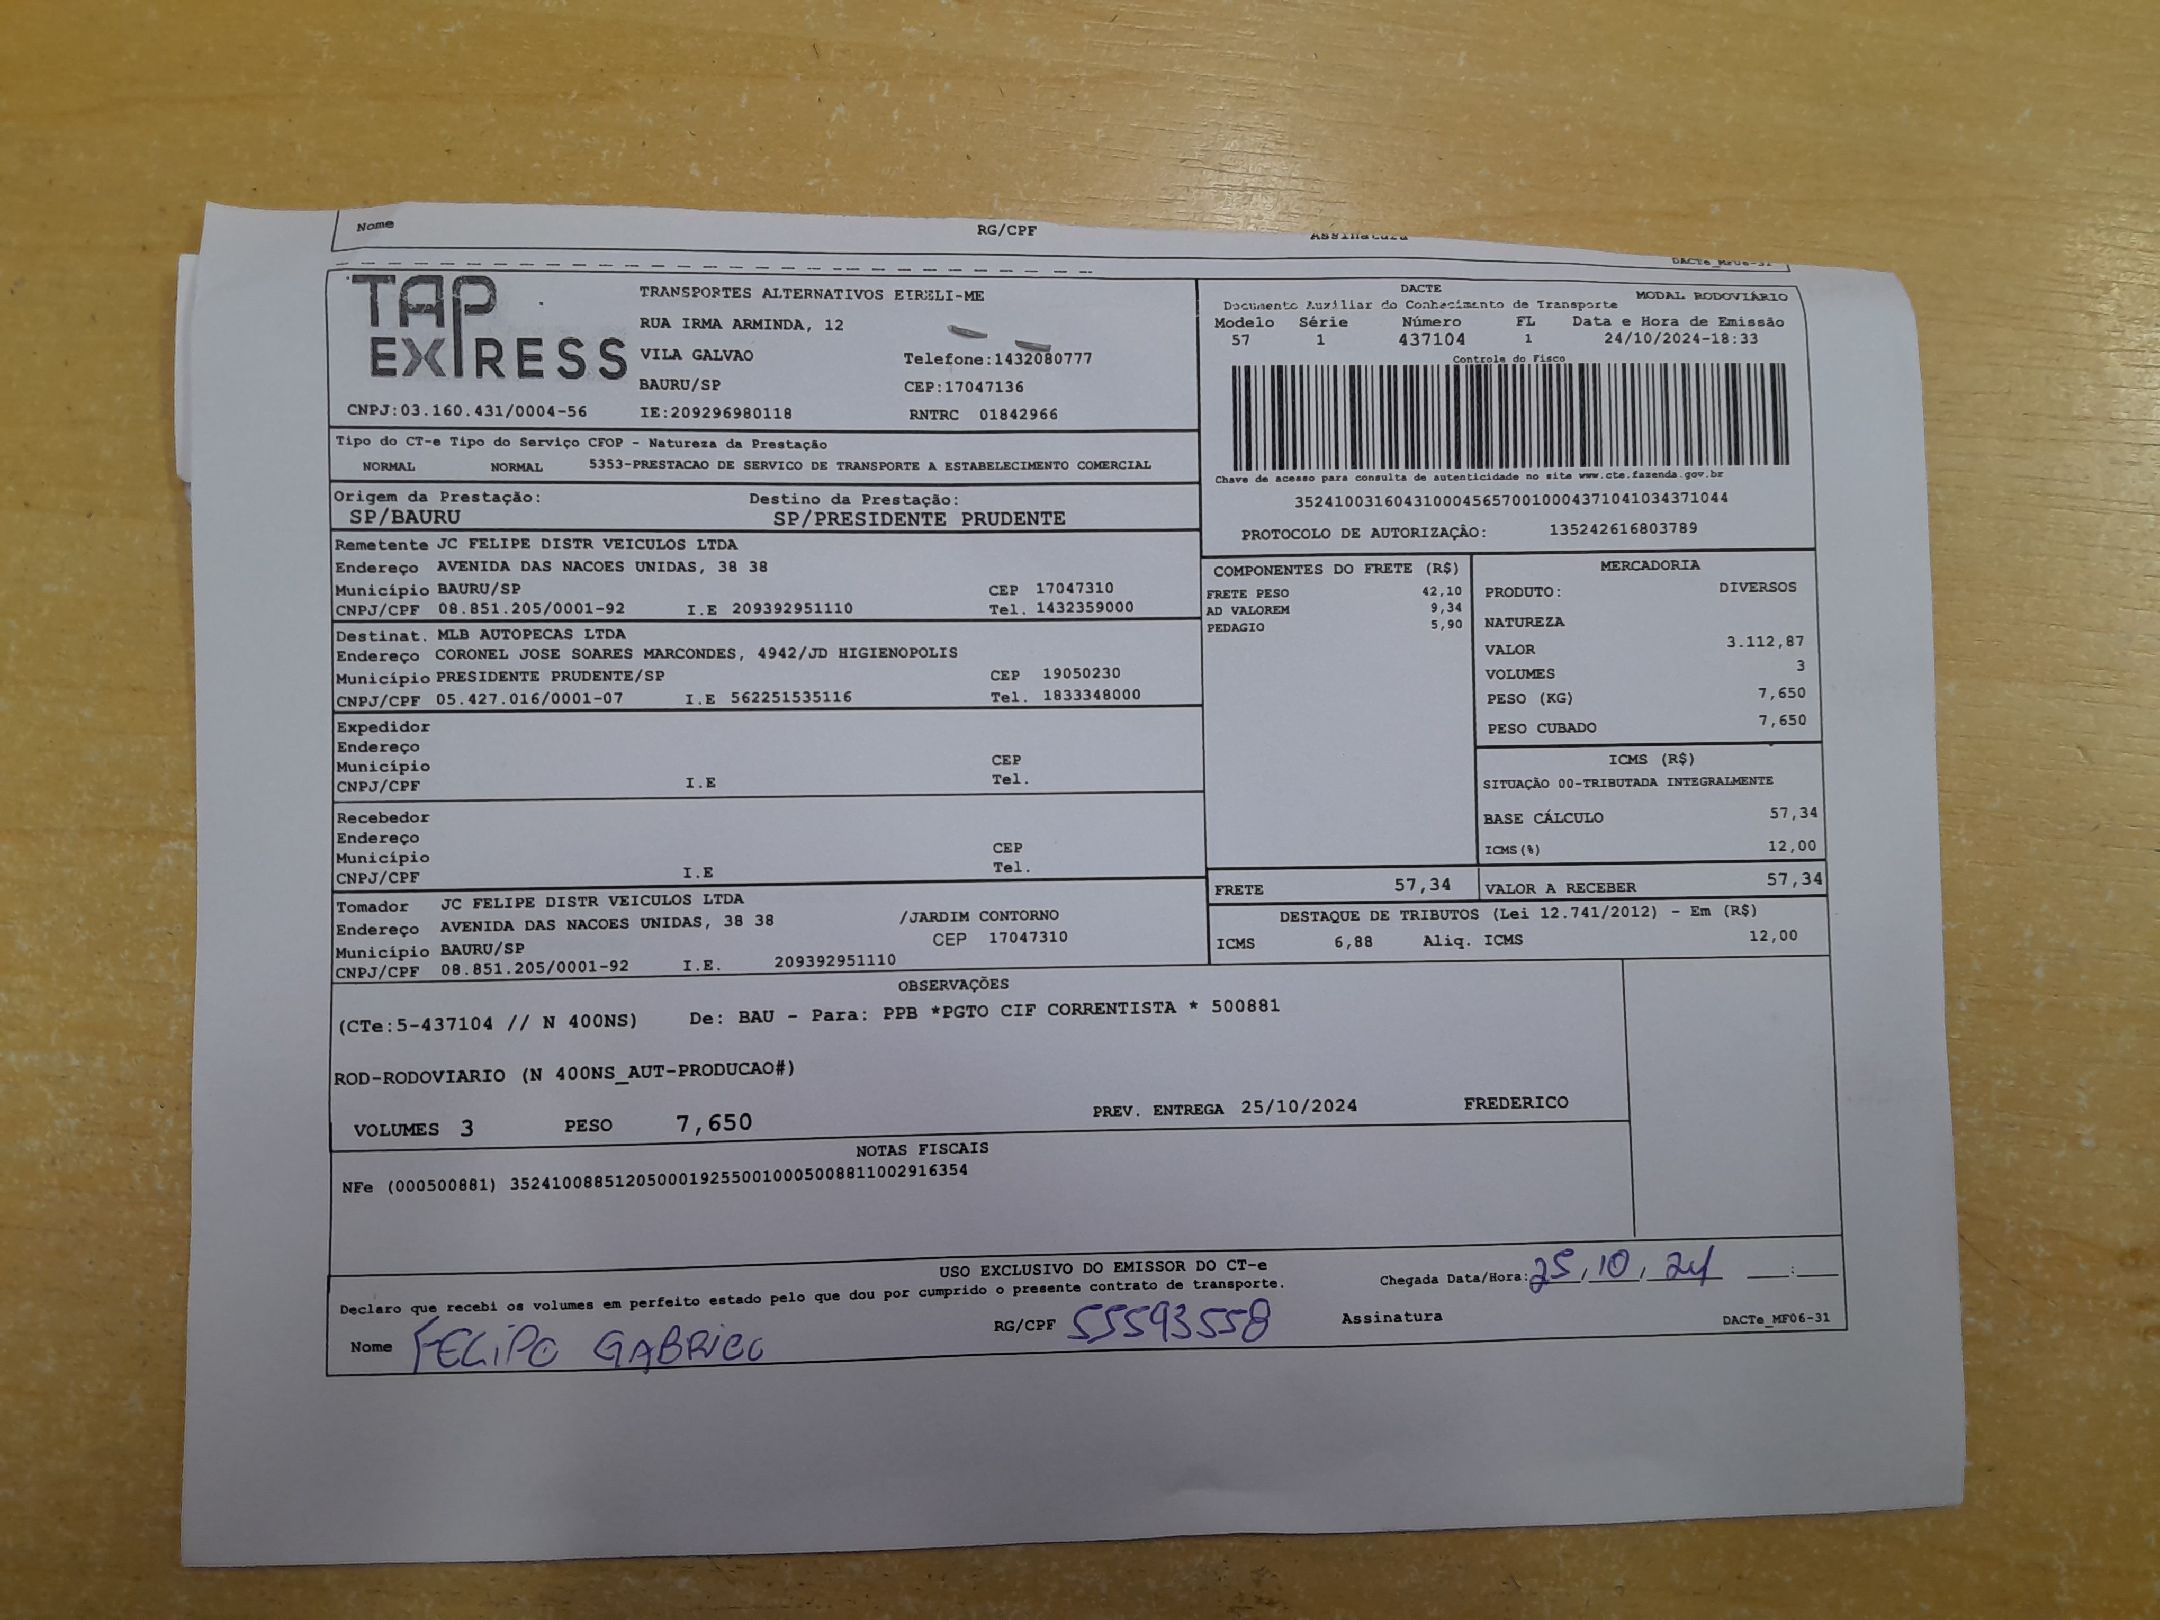 Nome RG/CPF Assinatura
DACTe_MF06-31
TAP EXPRESS
TRANSPORTES ALTERNATIVOS EIRELI-ME
RUA IRMA ARMINDA, 12
VILA GALVAO Telefone:1432080777
BAURU/SP CEP:17047136
CNPJ:03.160.431/0004-56 IE:209296980118 RNTRC 01842966
DACTE MODAL RODOVIÁRIO
Documento Auxiliar do Conhecimento de Transporte
Modelo Série Número FL Data e Hora de Emissão
57 1 437104 1 24/10/2024-18:33
Controle do Fisco
Chave de acesso para consulta de autenticidade no site www.cte.fazenda.gov.br
35241003160431000456570010004371041034371044
PROTOCOLO DE AUTORIZAÇÃO: 135242616803789
Tipo do CT-e Tipo do Serviço CFOP - Natureza da Prestação
NORMAL NORMAL 5353-PRESTACAO DE SERVICO DE TRANSPORTE A ESTABELECIMENTO COMERCIAL
Origem da Prestação: Destino da Prestação:
SP/BAURU SP/PRESIDENTE PRUDENTE
Remetente JC FELIPE DISTR VEICULOS LTDA
Endereço AVENIDA DAS NACOES UNIDAS, 38 38
Município BAURU/SP CEP 17047310
CNPJ/CPF 08.851.205/0001-92 I.E 209392951110 Tel. 1432359000
Destinat. MLB AUTOPECAS LTDA
Endereço CORONEL JOSE SOARES MARCONDES, 4942/JD HIGIENOPOLIS
Município PRESIDENTE PRUDENTE/SP CEP 19050230
CNPJ/CPF 05.427.016/0001-07 I.E 562251535116 Tel. 1833348000
Expedidor
Endereço
Município CEP
CNPJ/CPF I.E Tel.
Recebedor
Endereço
Município CEP
CNPJ/CPF I.E Tel.
Tomador JC FELIPE DISTR VEICULOS LTDA
Endereço AVENIDA DAS NACOES UNIDAS, 38 38 /JARDIM CONTORNO
Município BAURU/SP CEP 17047310
CNPJ/CPF 08.851.205/0001-92 I.E. 209392951110
COMPONENTES DO FRETE (R$)
FRETE PESO 42,10
AD VALOREM 9,34
PEDAGIO 5,90
MERCADORIA
PRODUTO: DIVERSOS
NATUREZA
VALOR 3.112,87
VOLUMES 3
PESO (KG) 7,650
PESO CUBADO 7,650
ICMS (R$)
SITUAÇÃO 00-TRIBUTADA INTEGRALMENTE
BASE CÁLCULO 57,34
ICMS(%) 12,00
FRETE 57,34 VALOR A RECEBER 57,34
DESTAQUE DE TRIBUTOS (Lei 12.741/2012) - Em (R$)
ICMS 6,88 Aliq. ICMS 12,00
OBSERVAÇÕES
(CTe:5-437104 // N 400NS) De: BAU - Para: PPB *PGTO CIF CORRENTISTA * 500881
ROD-RODOVIARIO (N 400NS_AUT-PRODUCAO#)
VOLUMES 3 PESO 7,650 PREV. ENTREGA 25/10/2024 FREDERICO
NOTAS FISCAIS
NFe (000500881) 35241008851205000192550010005008811002916354
USO EXCLUSIVO DO EMISSOR DO CT-e
Declaro que recebi os volumes em perfeito estado pelo que dou por cumprido o presente contrato de transporte. Chegada Data/Hora: 25,10,24 __:__
Nome FELIPE GABRIEL RG/CPF 55593558 Assinatura DACTe_MF06-31